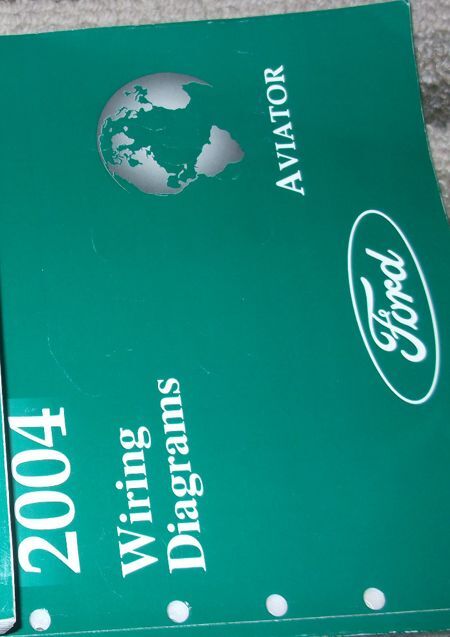 2004
Wiring
Diagrams
AVIATOR
Ford